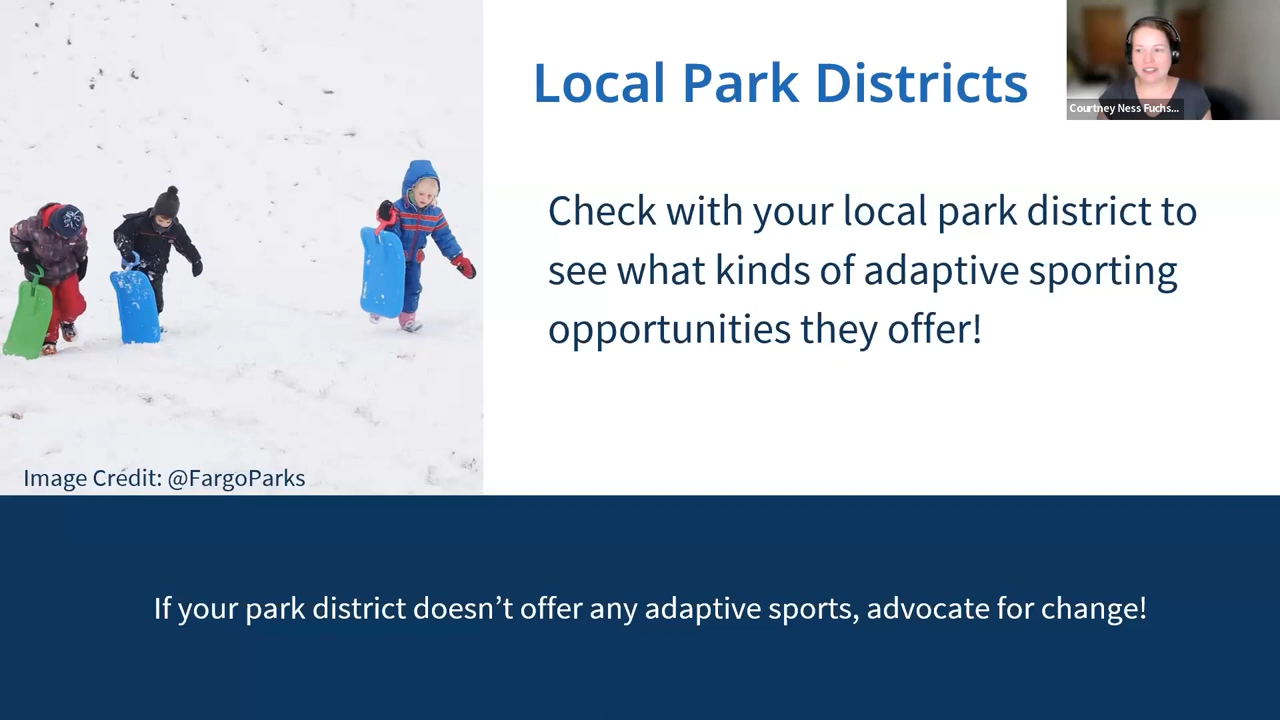 Local Park Districts
Courtney Ness Fuchs...
Check with your local park district to
see what kinds of adaptive sporting
opportunities they offer!
Image Credit: @FargoParks
If your park district doesn’t offer any adaptive sports, advocate for change!